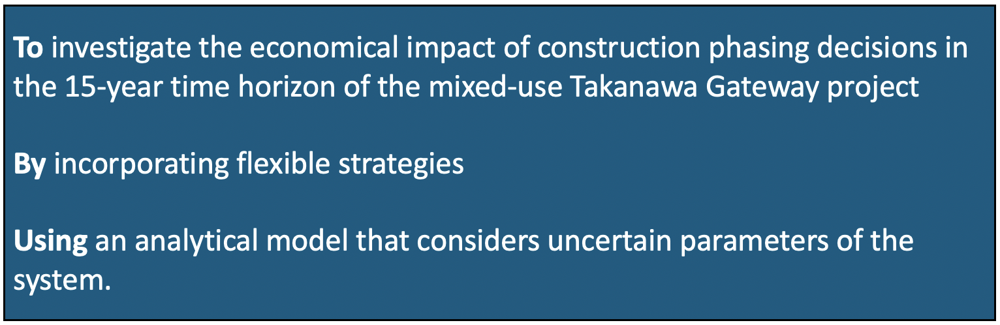 To investigate the economical impact of construction phasing decisions in
the 15-year time horizon of the mixed-use Takanawa Gateway project
By incorporating flexible strategies
Using an analytical model that considers uncertain parameters of the
system.